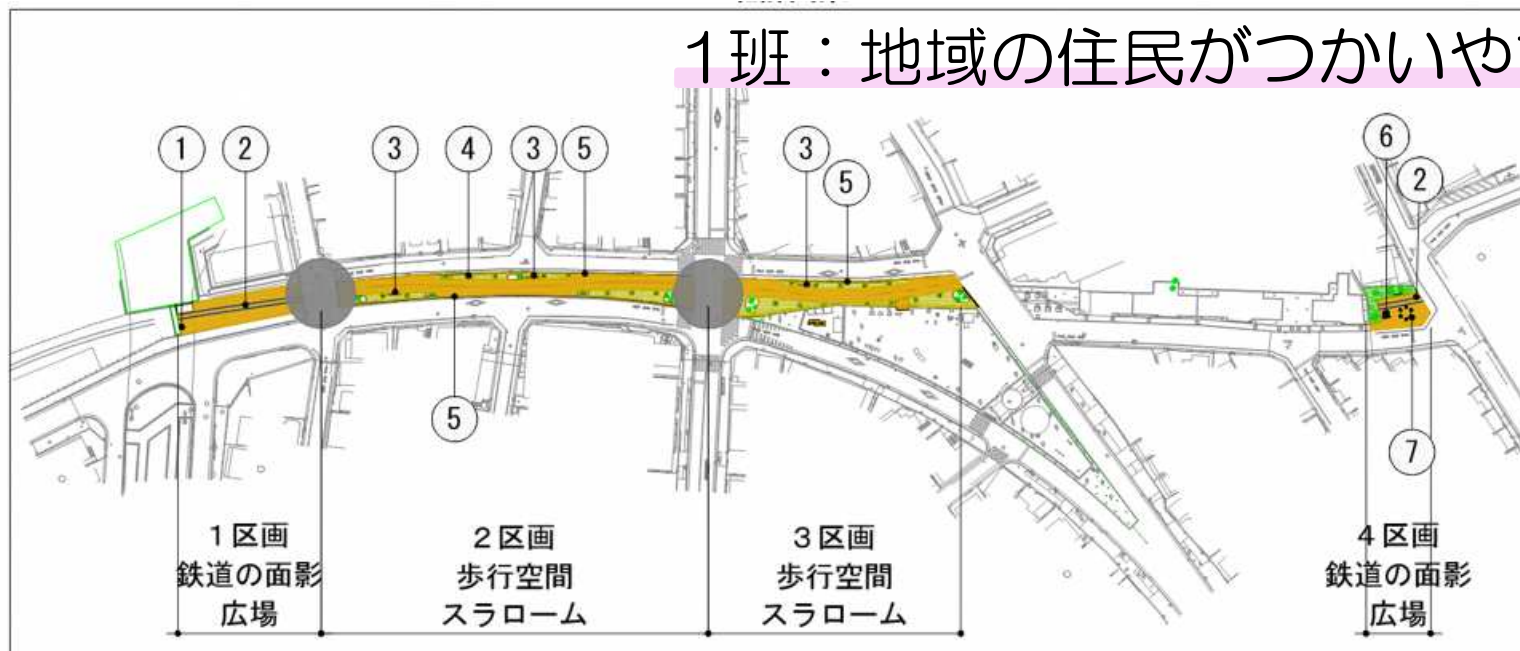 1班：地域の住民がつかいや
1
2
3
4
3
5
3
5
6
2
5
7
1区画
鉄道の面影
広場
2区画
歩行空間
スラローム
3区画
歩行空間
スラローム
4区画
鉄道の面影
広場